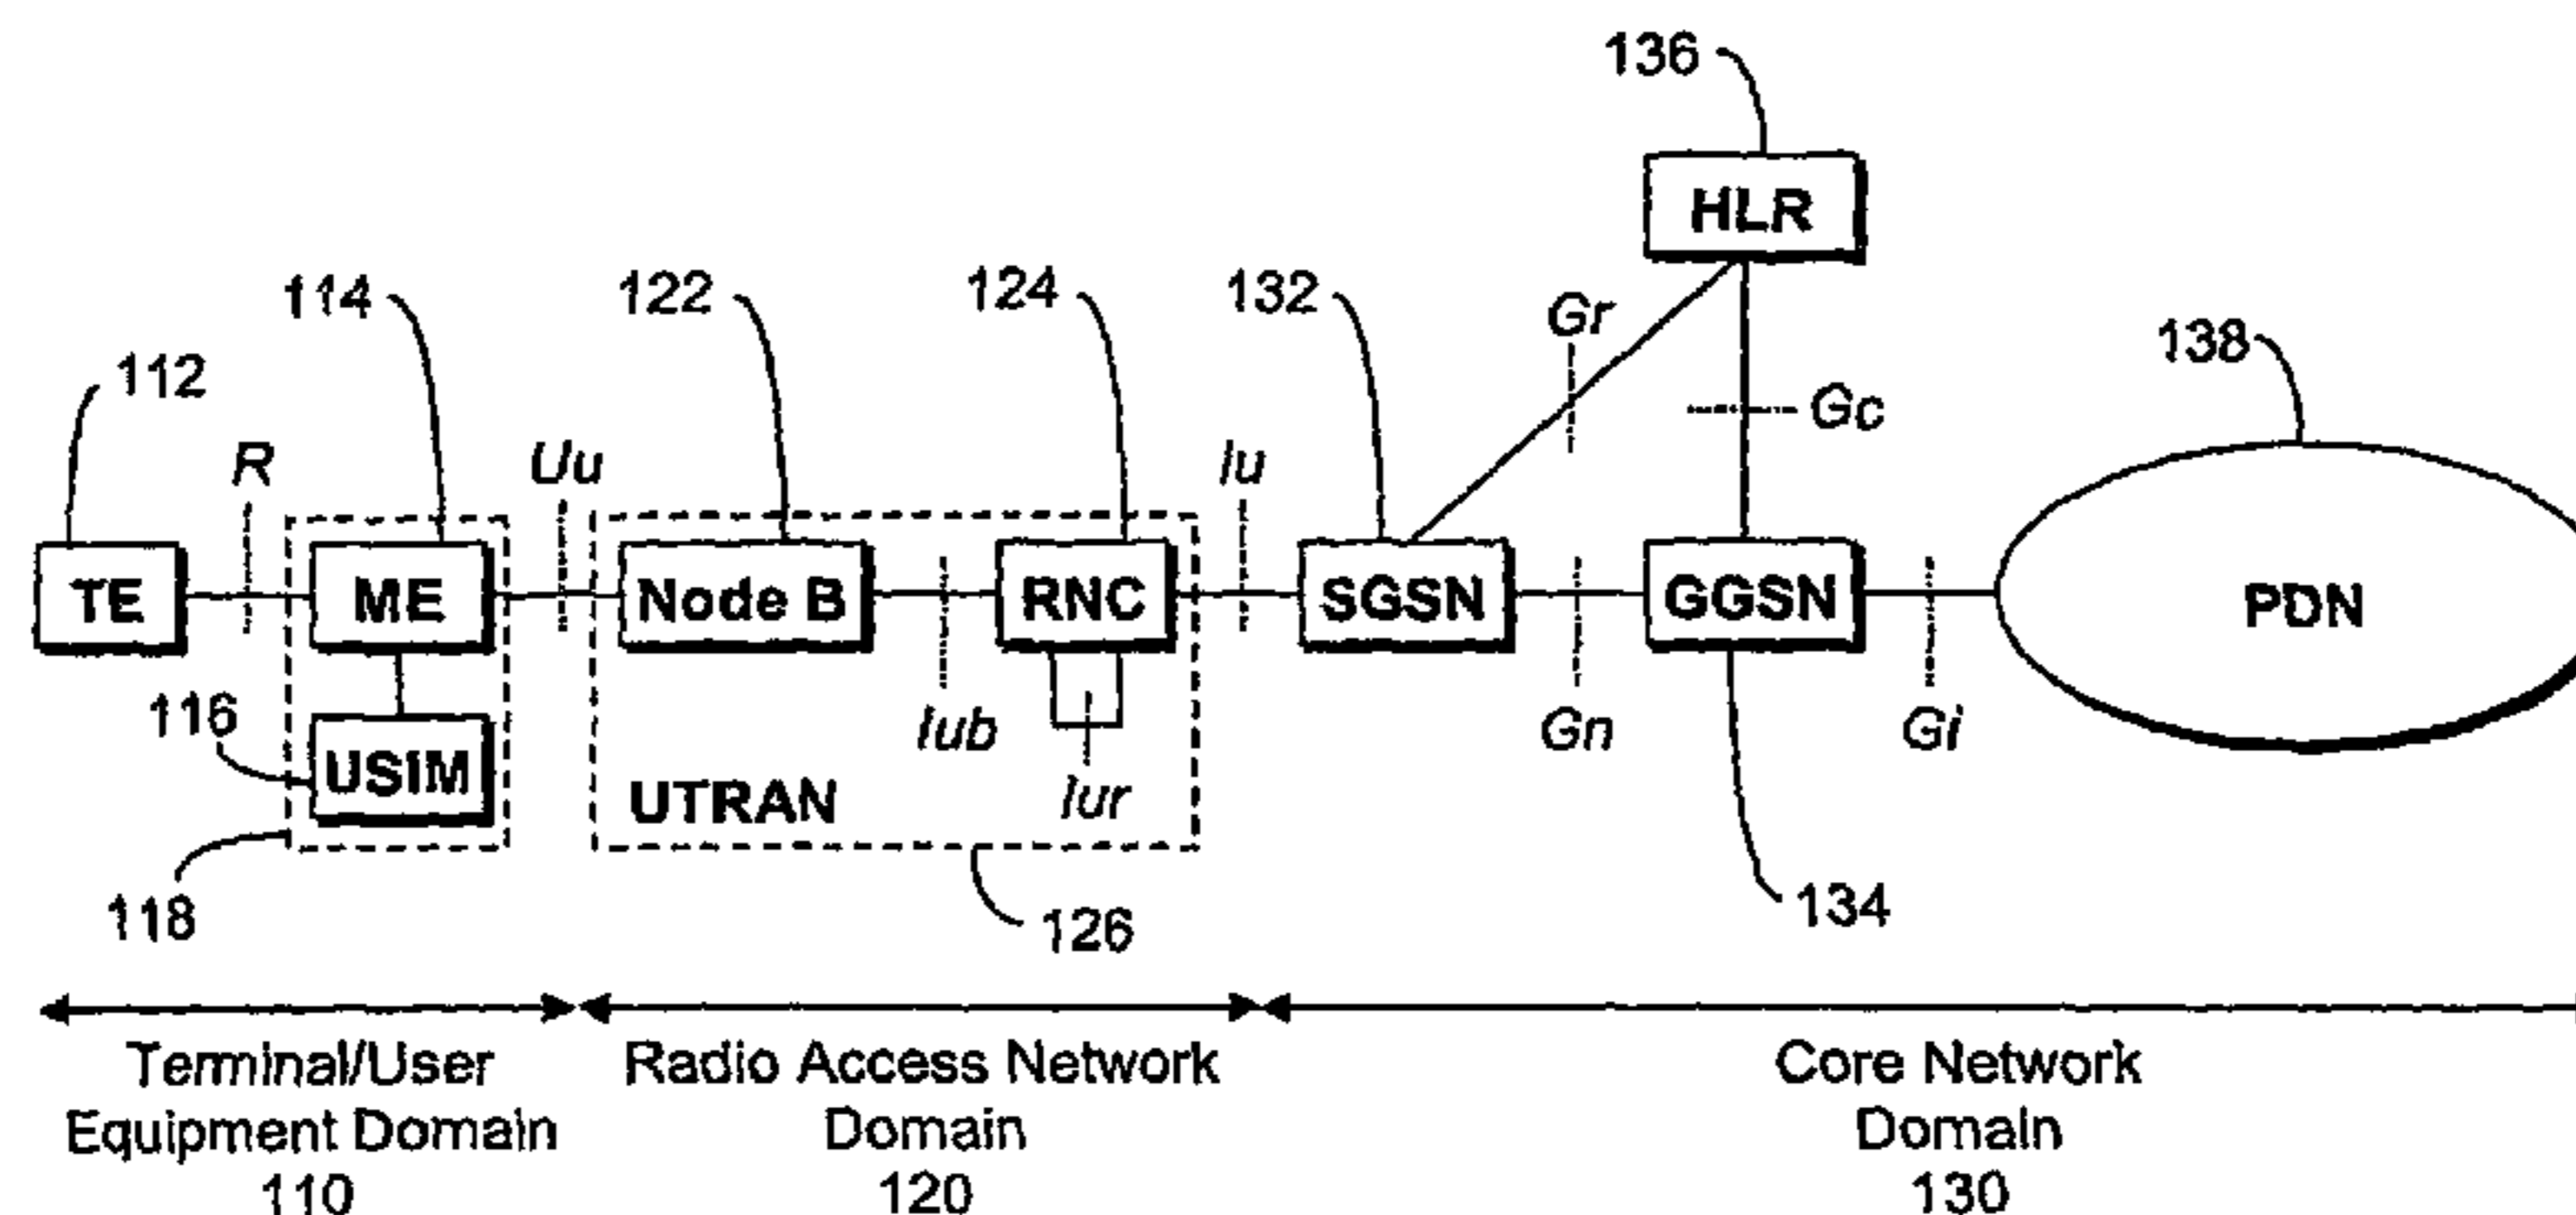 136
HLR
114
122
124
132
Gr
138
112
Gc
R
Uu
Iu
TE
ME
Node B
RNC
SGSN
GGSN
PDN
116
USIM
Iub
Gn
Gi
UTRAN
Iur
118
126
134
Terminal/User
Equipment Domain
110
Radio Access Network
Domain
120
Core Network
Domain
130